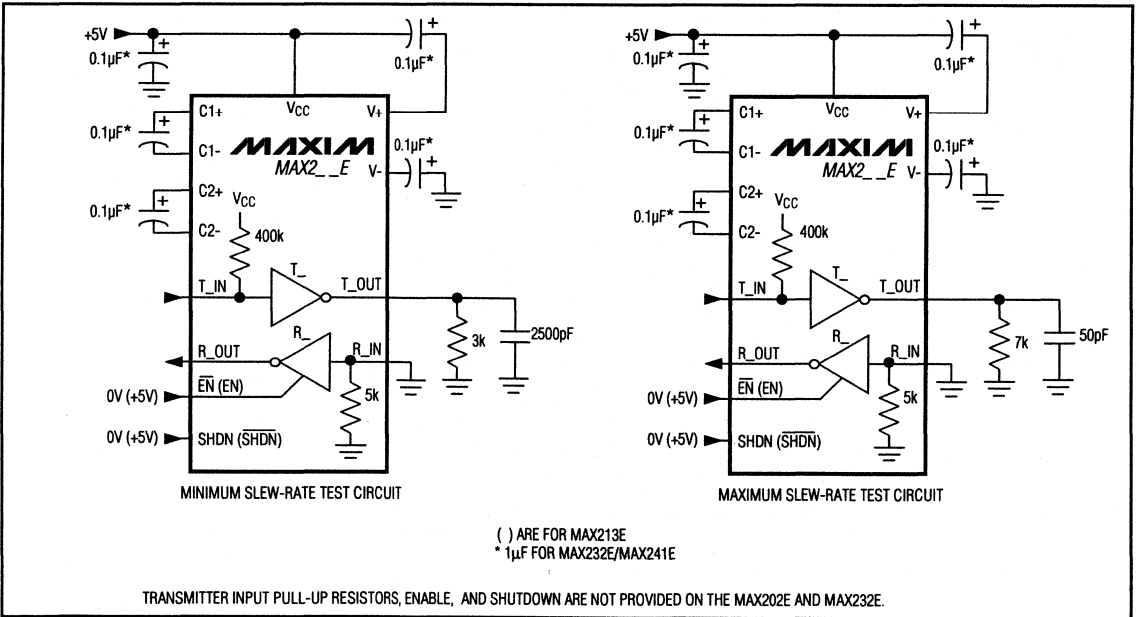 +5V
+
0.1µF*
+
0.1µF*
C1+
VCC
V+
0.1µF*
+
C1-
MAXIM
MAX2_ _E
0.1µF*
+
V-
C2+
0.1µF*
+
C2-
VCC
400k
T_IN
T_
T_OUT
3k
2500pF
R_OUT
R_
R_IN
5k
0V (+5V)
EN (EN)
0V (+5V)
SHDN (SHDN)
MINIMUM SLEW-RATE TEST CIRCUIT
+5V
+
0.1µF*
+
0.1µF*
C1+
VCC
V+
0.1µF*
+
C1-
MAXIM
MAX2_ _E
0.1µF*
+
V-
C2+
0.1µF*
+
C2-
VCC
400k
T_IN
T_
T_OUT
7k
50pF
R_OUT
R_
R_IN
5k
0V (+5V)
EN (EN)
0V (+5V)
SHDN (SHDN)
MAXIMUM SLEW-RATE TEST CIRCUIT
( ) ARE FOR MAX213E
* 1µF FOR MAX232E/MAX241E
TRANSMITTER INPUT PULL-UP RESISTORS, ENABLE, AND SHUTDOWN ARE NOT PROVIDED ON THE MAX202E AND MAX232E.